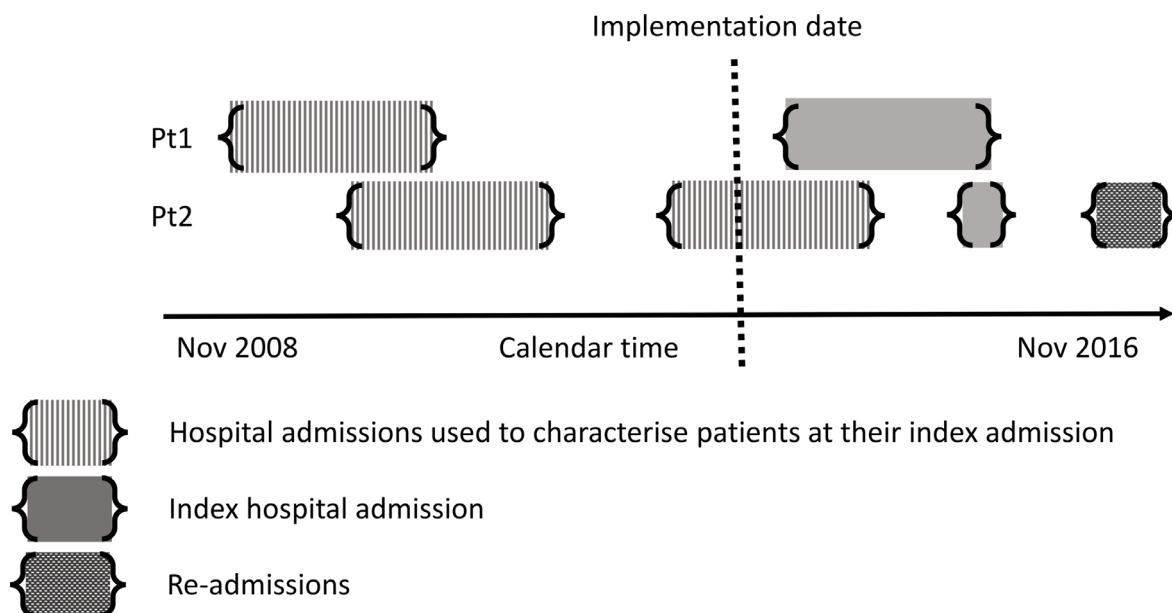 Implementation date
Pt1
Pt2
Nov 2008 Calendar time Nov 2016
Hospital admissions used to characterise patients at their index admission
Index hospital admission
Re-admissions